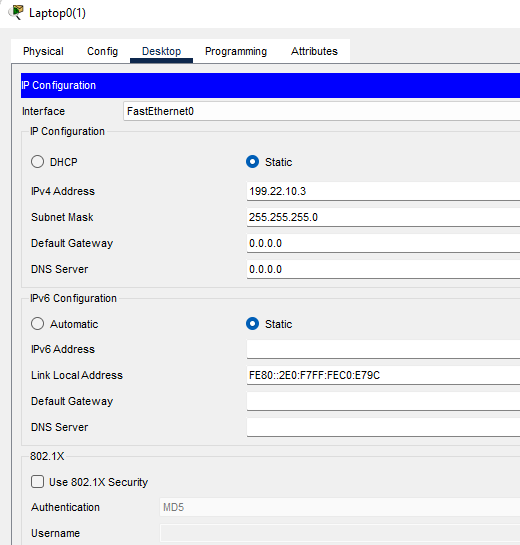 Laptop0(1)
Physical Config Desktop Programming Attributes
IP Configuration
Interface FastEthernet0
IP Configuration
DHCP Static
IPv4 Address 199.22.10.3
Subnet Mask 255.255.255.0
Default Gateway 0.0.0.0
DNS Server 0.0.0.0
IPv6 Configuration
Automatic Static
IPv6 Address
Link Local Address FE80::2E0:F7FF:FEC0:E79C
Default Gateway
DNS Server
802.1X
Use 802.1X Security
Authentication MD5
Username